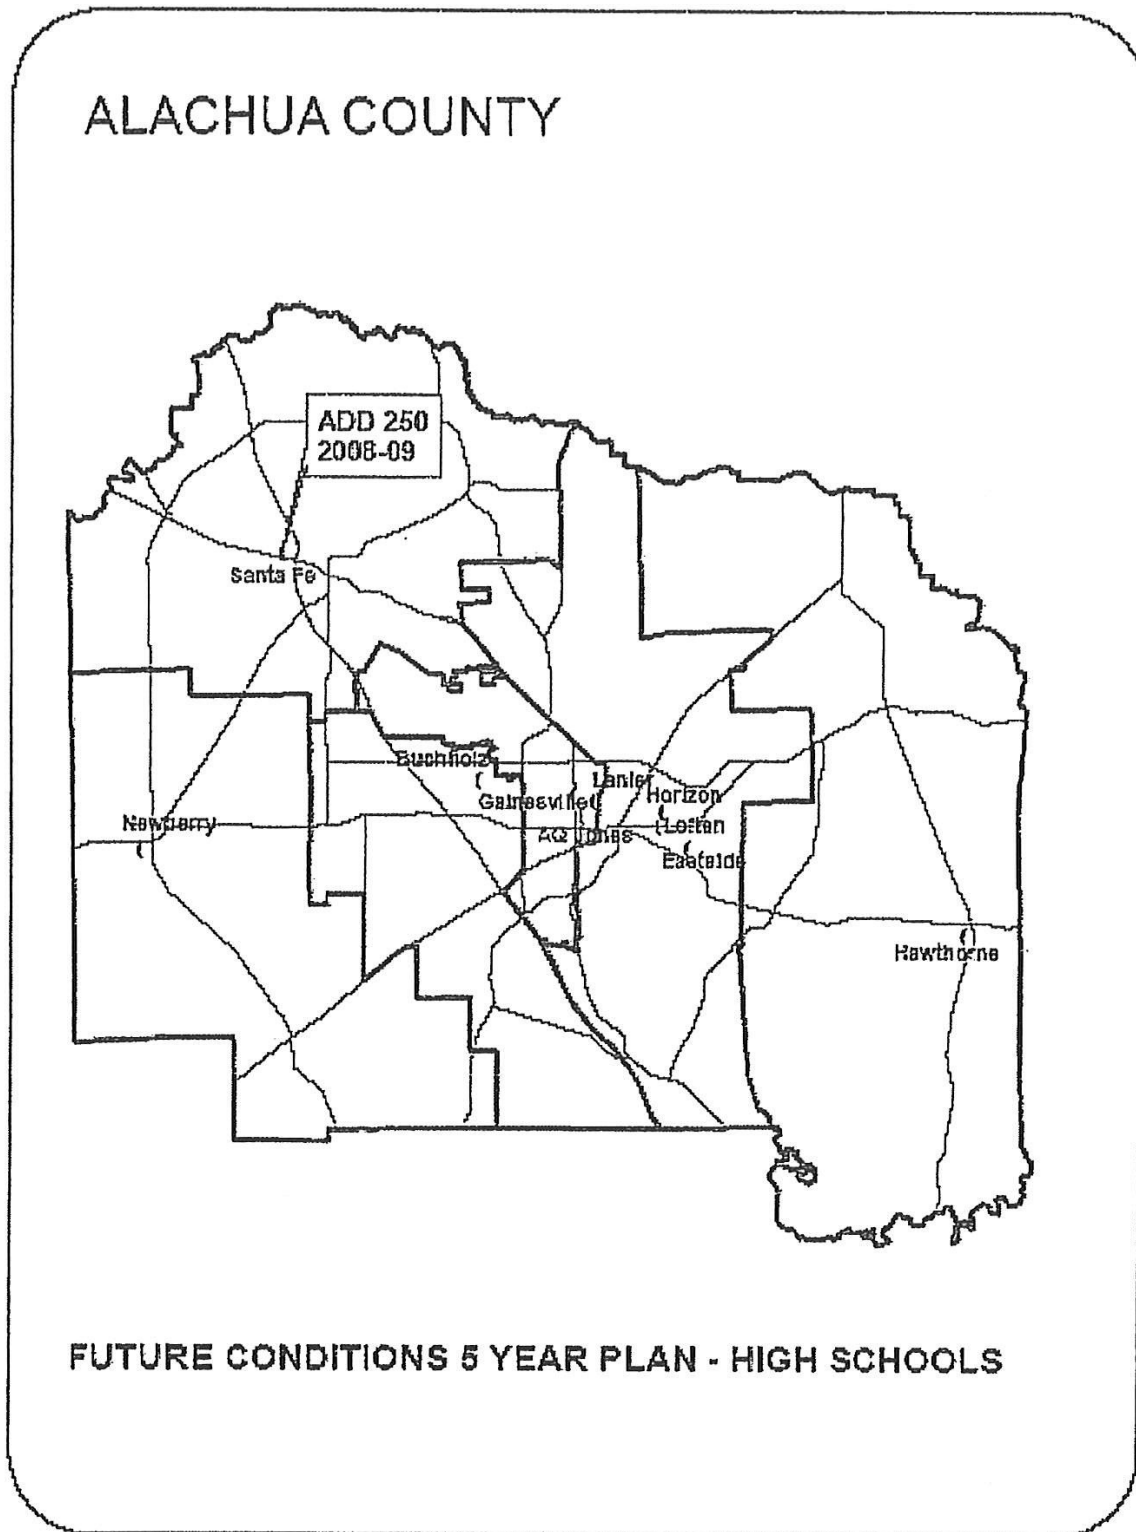 ALACHUA COUNTY
ADD 250
2008-09
Santa Fe
Buchholz
Lanier
Gainesville
Horizon
Newberry
Loften
AQ Jones
Eastside
Hawthorne
FUTURE CONDITIONS 5 YEAR PLAN - HIGH SCHOOLS